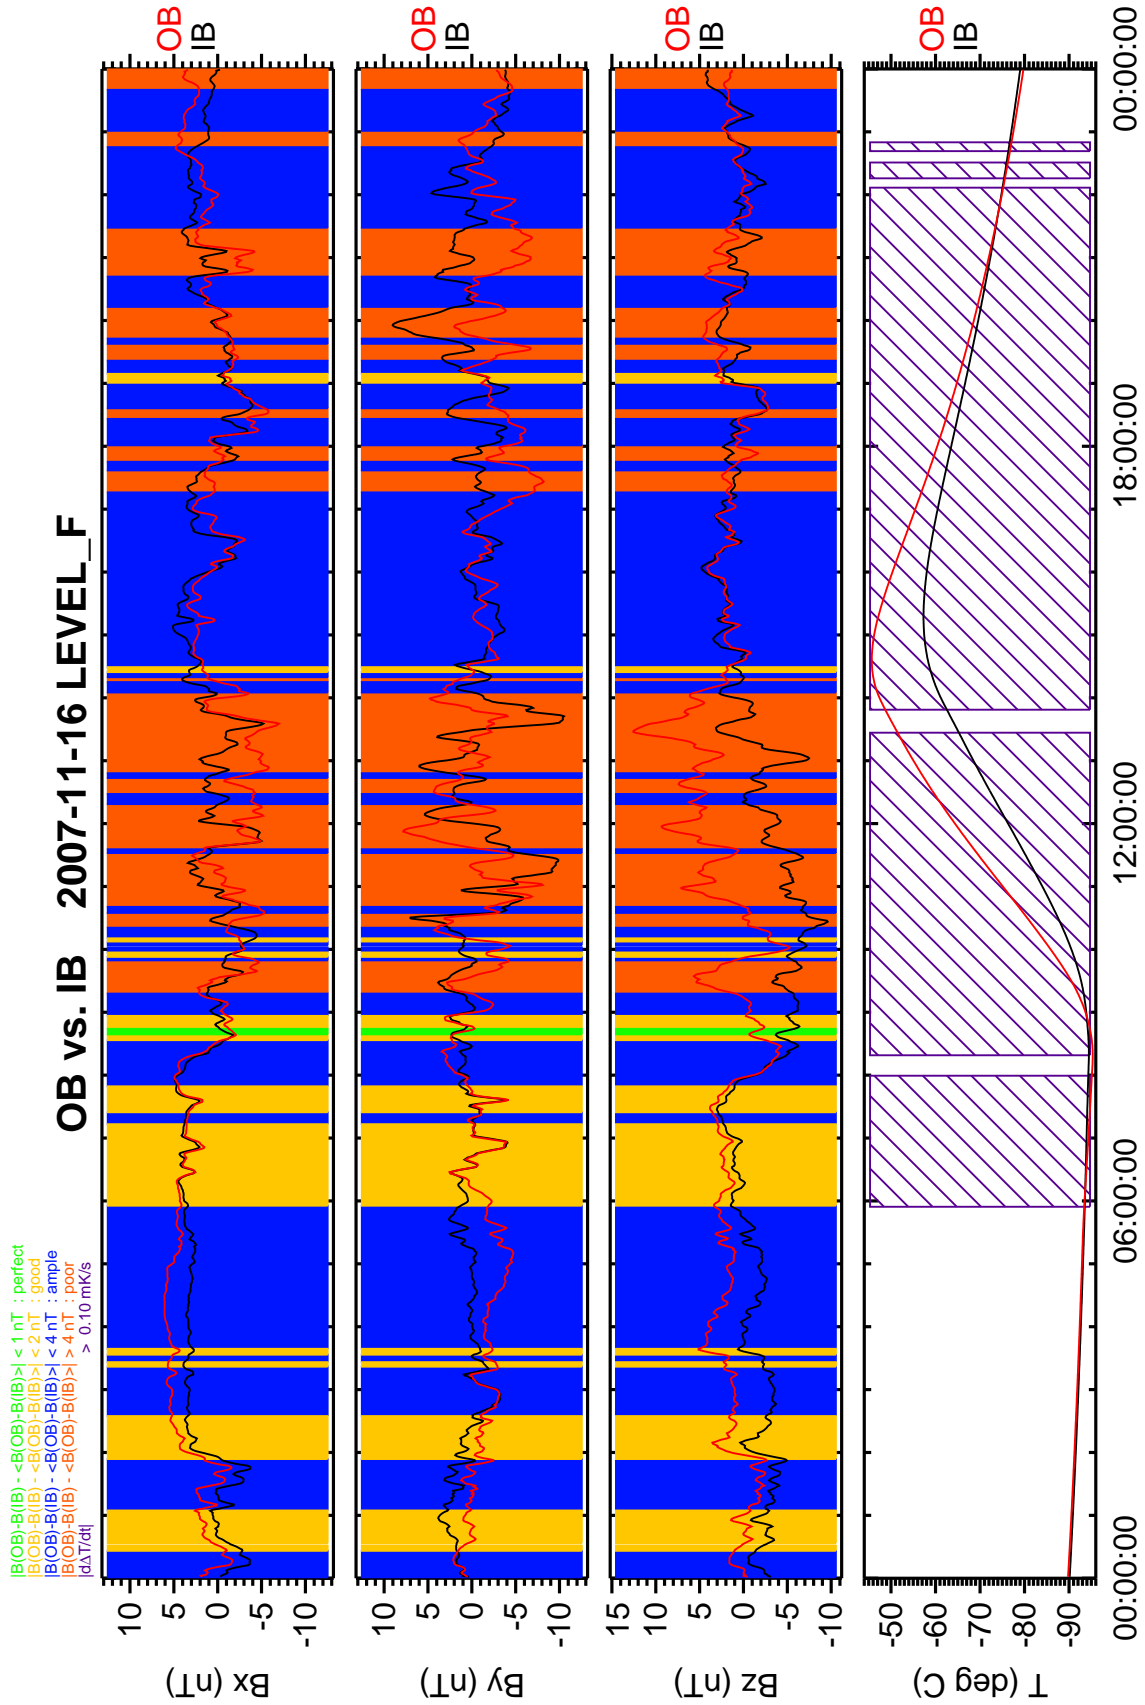 |B(OB)-B(IB) - <B(OB)-B(IB)>| < 1 nT : perfect
|B(OB)-B(IB) - <B(OB)-B(IB)>| < 2 nT : good
|B(OB)-B(IB) - <B(OB)-B(IB)>| < 4 nT : ample
|B(OB)-B(IB) - <B(OB)-B(IB)>| > 4 nT : poor
|dΔT/dt| > 0.10 mK/s
OB vs. IB 2007-11-16 LEVEL_F
Bx (nT)
10
5
0
-5
-10
OB
IB
By (nT)
10
5
0
-5
-10
OB
IB
Bz (nT)
15
10
5
0
-5
-10
OB
IB
T (deg C)
-50
-60
-70
-80
-90
OB
IB
00:00:00
06:00:00
12:00:00
18:00:00
00:00:00